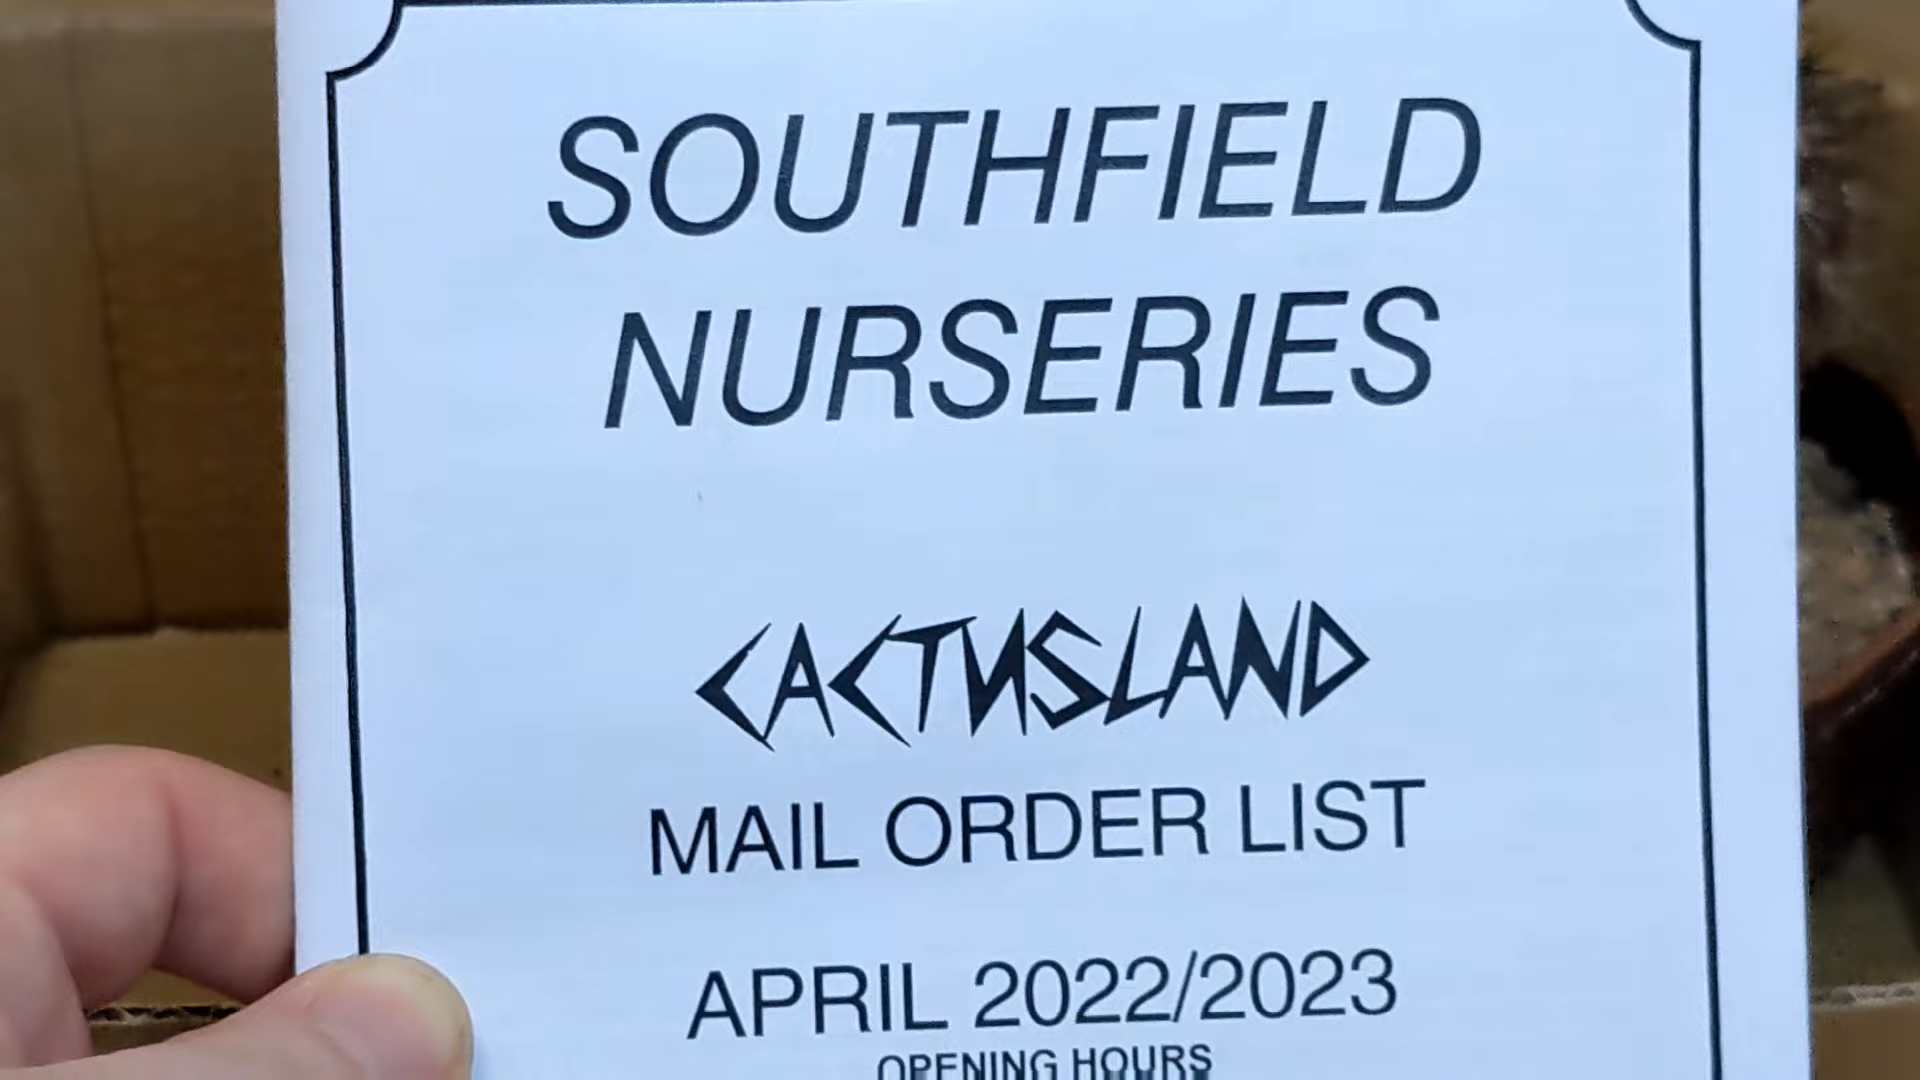 SOUTHFIELD
NURSERIES
CACTUSLAND
MAIL ORDER LIST
APRIL 2022/2023
OPENING HOURS